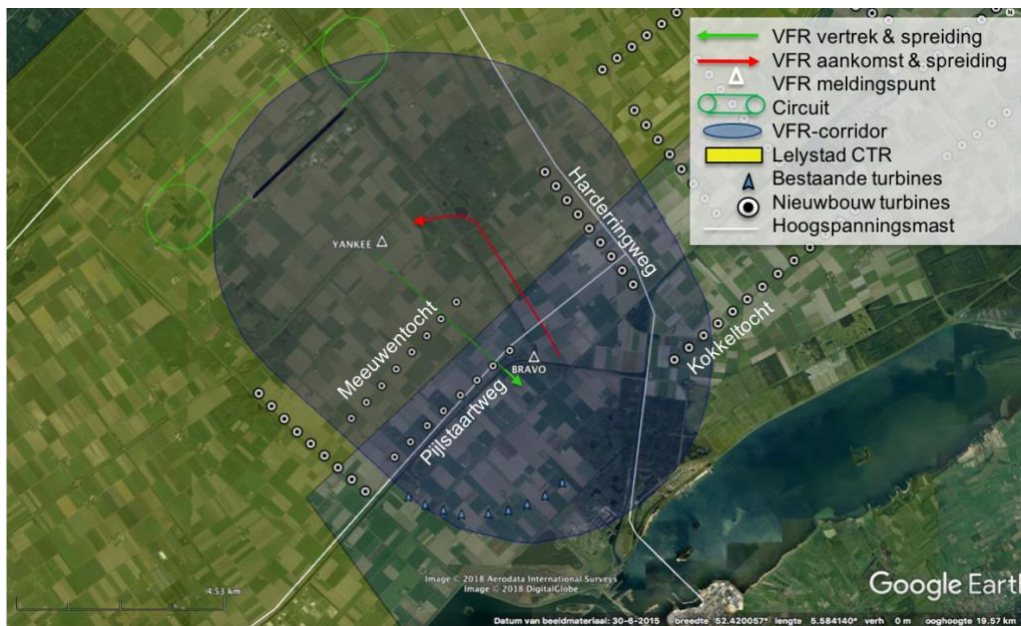 VFR vertrek & spreiding
VFR aankomst & spreiding
VFR meldingspunt
Circuit
VFR-corridor
Lelystad CTR
Bestaande turbines
Nieuwbouw turbines
Hoogspanningsmast
N
Harderringweg
YANKEE
Meeuwentocht
Kokkeltocht
BRAVO
Pijlstaartweg
Image © 2018 Aerodata International Surveys
Image © 2018 DigitalGlobe
Google Earth
4.53 km
Datum van beeldmateriaal: 30-6-2015 breedte 52.420057° lengte 5.584140° verh 0 m ooghoogte 19.57 km